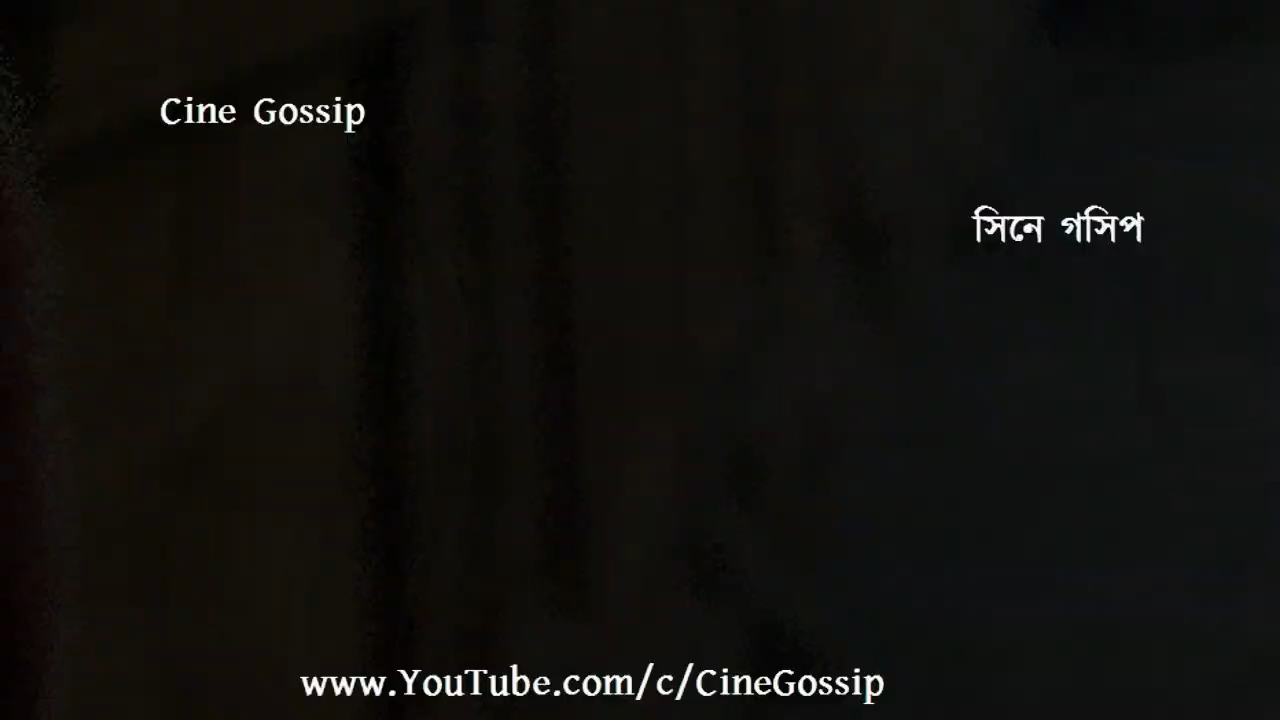 Cine Gossip
সিনে গসিপ
www.YouTube.com/c/CineGossip